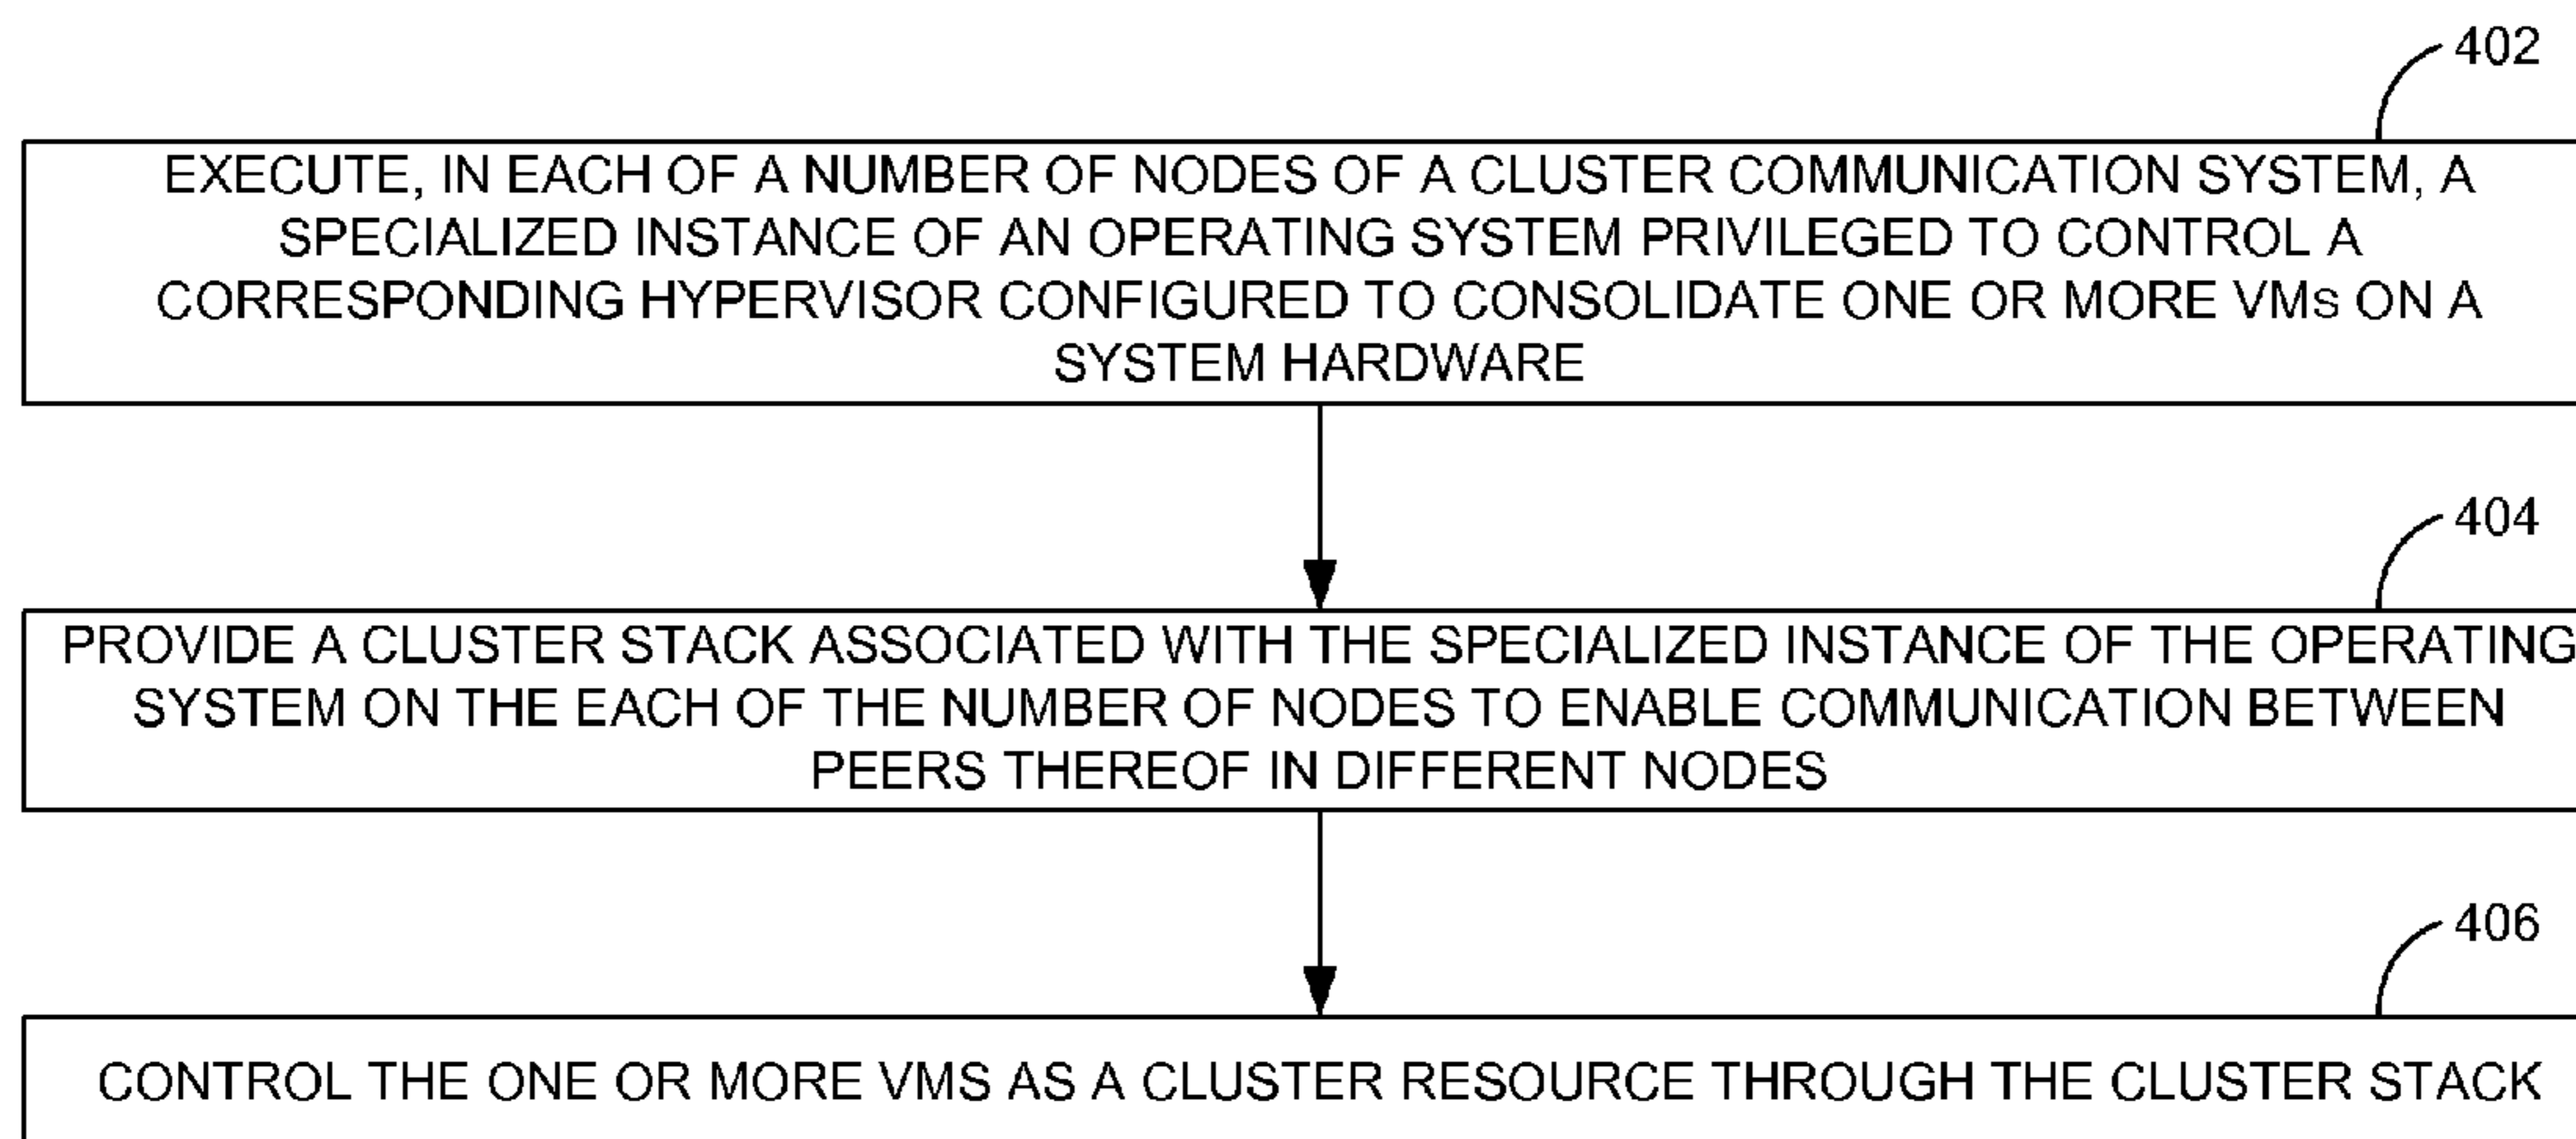 402
EXECUTE, IN EACH OF A NUMBER OF NODES OF A CLUSTER COMMUNICATION SYSTEM, A
SPECIALIZED INSTANCE OF AN OPERATING SYSTEM PRIVILEGED TO CONTROL A
CORRESPONDING HYPERVISOR CONFIGURED TO CONSOLIDATE ONE OR MORE VMs ON A
SYSTEM HARDWARE
404
PROVIDE A CLUSTER STACK ASSOCIATED WITH THE SPECIALIZED INSTANCE OF THE OPERATING
SYSTEM ON THE EACH OF THE NUMBER OF NODES TO ENABLE COMMUNICATION BETWEEN
PEERS THEREOF IN DIFFERENT NODES
406
CONTROL THE ONE OR MORE VMS AS A CLUSTER RESOURCE THROUGH THE CLUSTER STACK